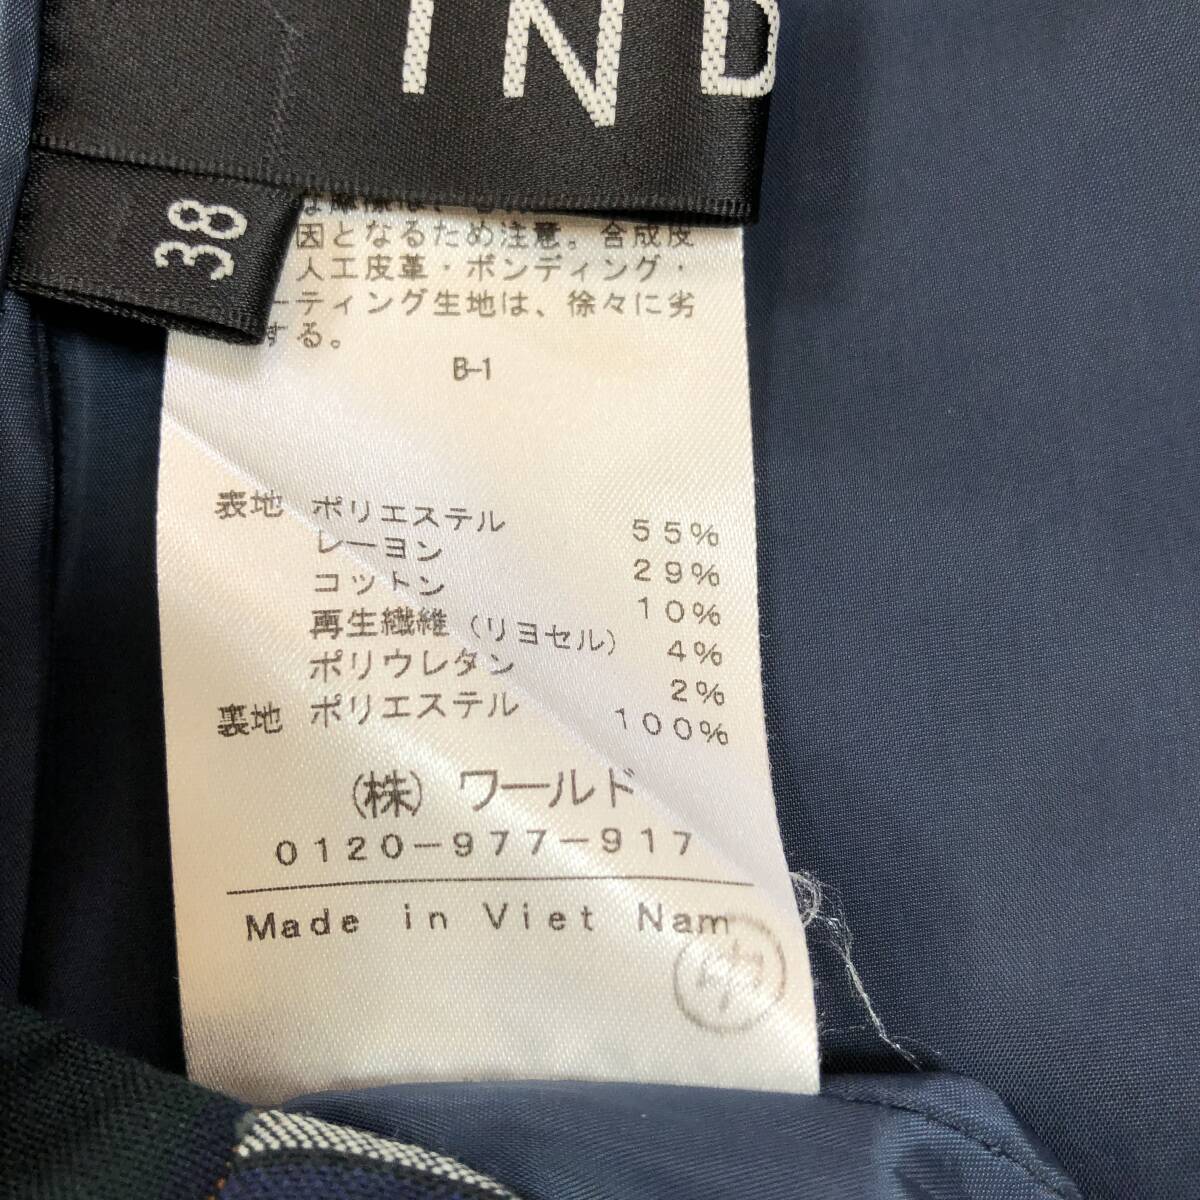 IND
38
因となるため注意。合成皮
人工皮革・ボンディング・
ーティング生地は、徐々に劣
する。
B-1
表地 ポリエステル 55%
レーヨン 29%
コットン 10%
再生繊維（リヨセル） 4%
ポリウレタン 2%
裏地 ポリエステル 100%
(株) ワールド
0120-977-917
Made in Viet Nam